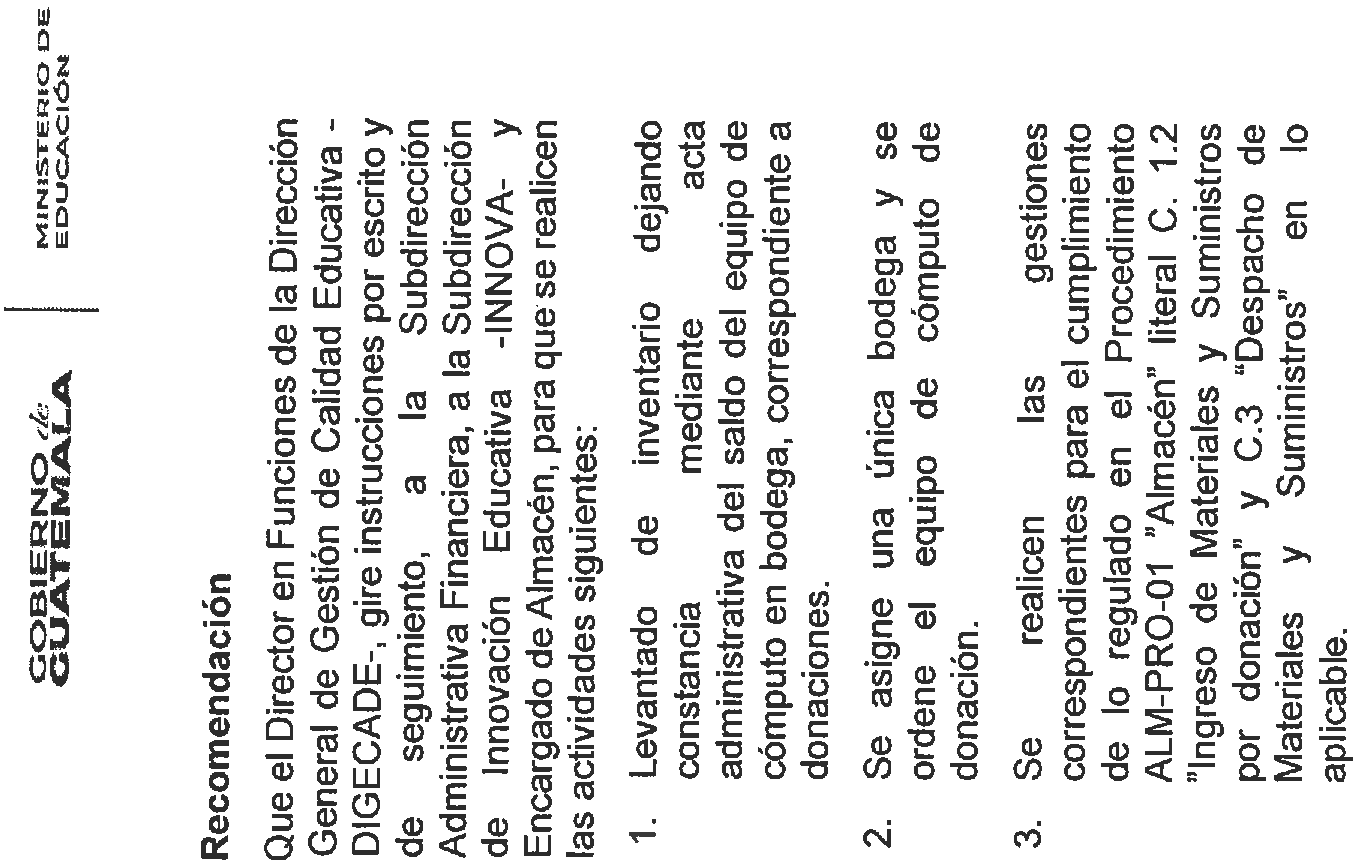 GOBIERNO de
GUATEMALA
MINISTERIO DE
EDUCACIÓN
Recomendación
Que el Director en Funciones de la Dirección
General de Gestión de Calidad Educativa -
DIGECADE-, gire instrucciones por escrito y
de seguimiento, a la Subdirección
Administrativa Financiera, a la Subdirección
de Innovación Educativa -INNOVA- y
Encargado de Almacén, para que se realicen
las actividades siguientes:
1. Levantado de inventario dejando
constancia mediante acta
administrativa del saldo del equipo de
cómputo en bodega, correspondiente a
donaciones.
2. Se asigne una única bodega y se
ordene el equipo de cómputo de
donación.
3. Se realicen las gestiones
correspondientes para el cumplimiento
de lo regulado en el Procedimiento
ALM-PRO-01 "Almacén" literal C. 1.2
"Ingreso de Materiales y Suministros
por donación" y C.3 "Despacho de
Materiales y Suministros" en lo
aplicable.